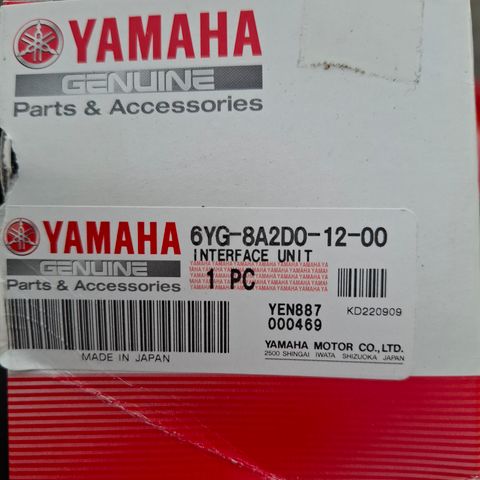 YAMAHA
GENUINE
Parts & Accessories
YAMAHA
GENUINE
Parts & Accessories
MADE IN JAPAN
6YG-8A2D0-12-00
INTERFACE UNIT
1 PC
YEN887
000469
KD220909
YAMAHA MOTOR CO.,LTD.
2500 SHINGAI IWATA SHIZUOKA JAPAN